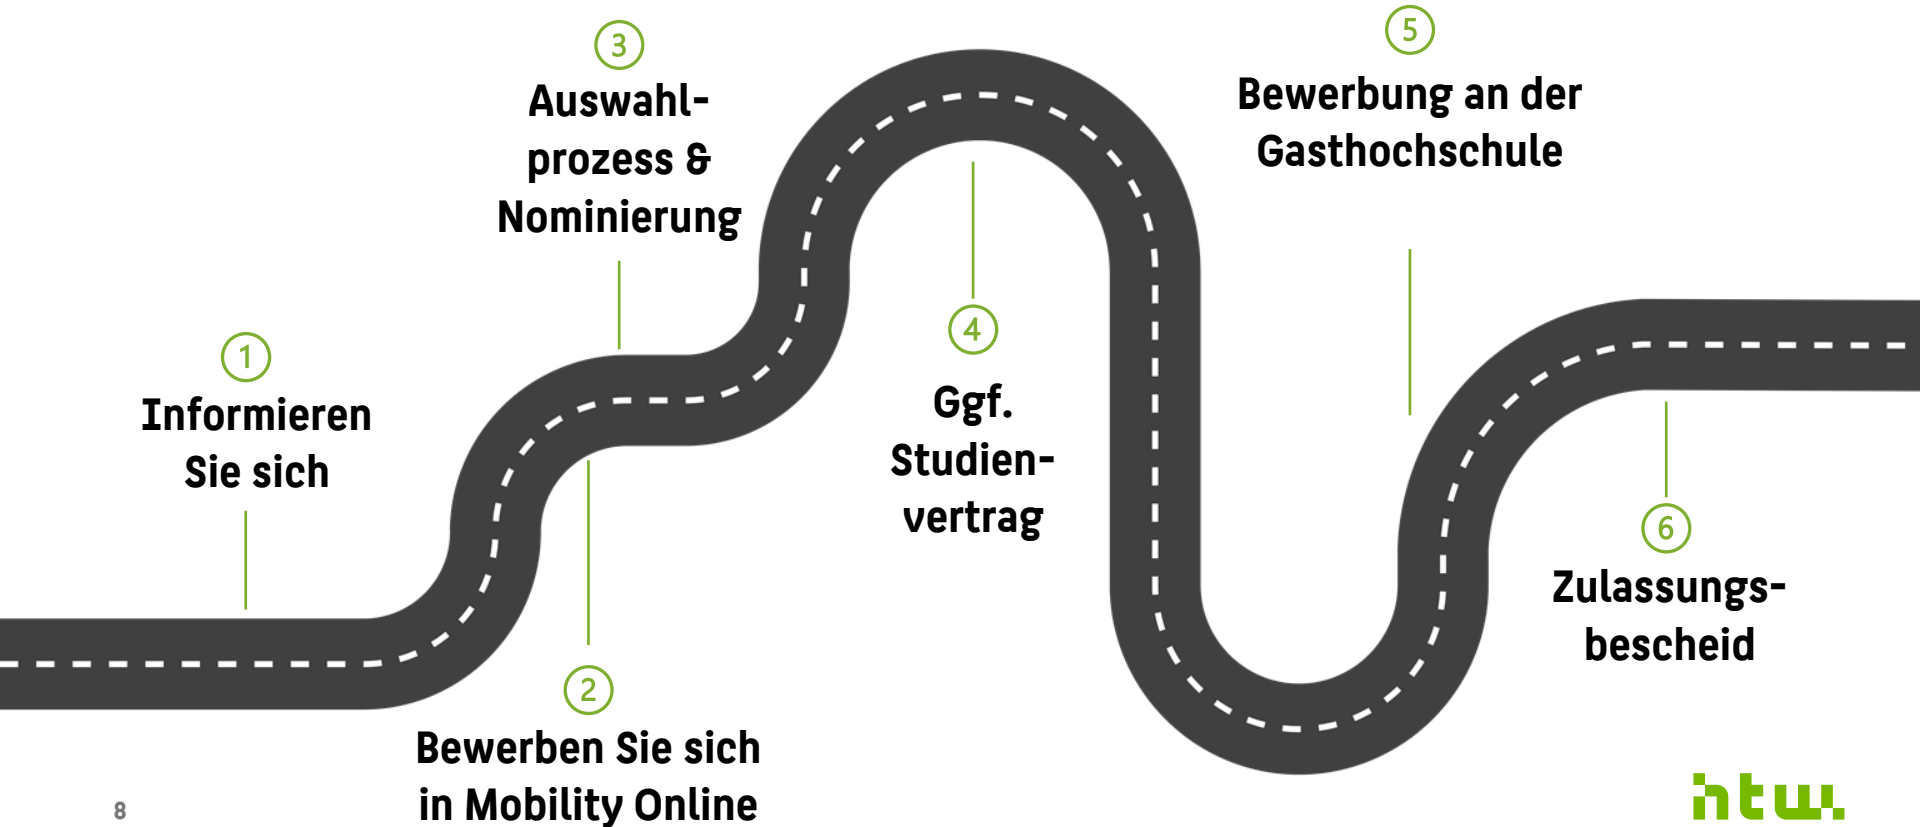 1
Informieren
Sie sich
2
Bewerben Sie sich
in Mobility Online
3
Auswahl-
prozess &
Nominierung
4
Ggf.
Studien-
vertrag
5
Bewerbung an der
Gasthochschule
6
Zulassungs-
bescheid
8
htw.